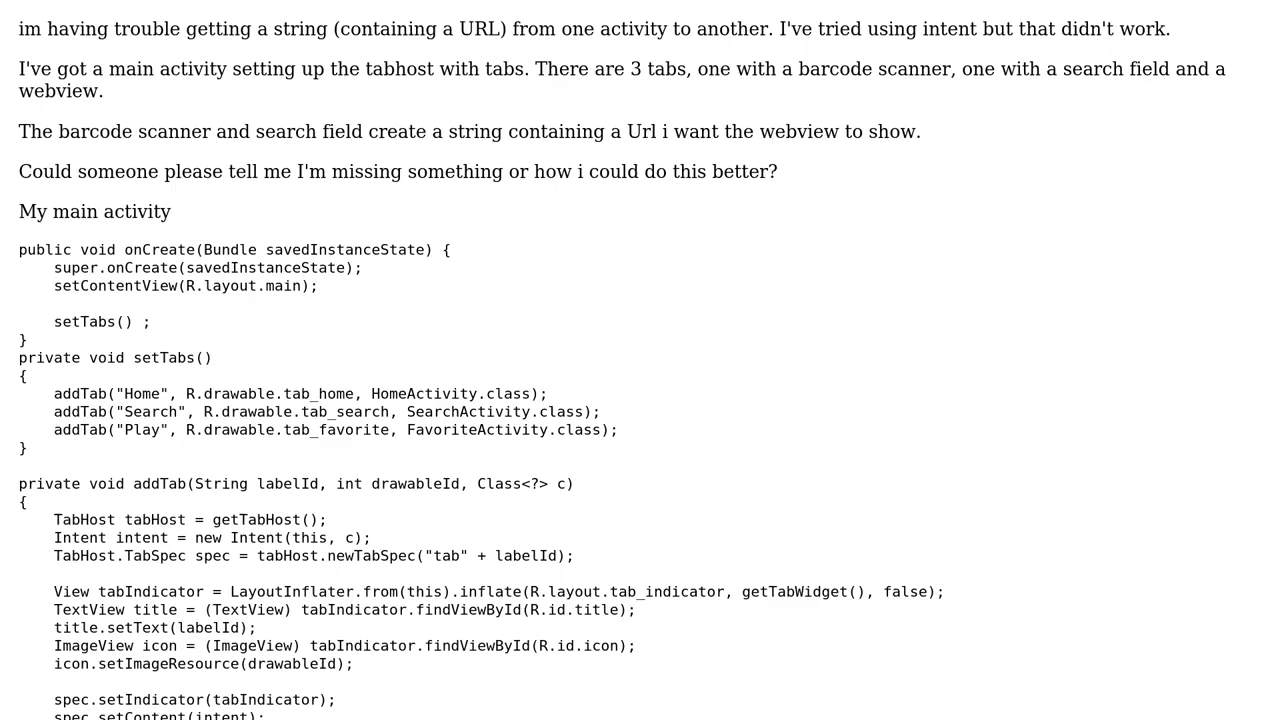 im having trouble getting a string (containing a URL) from one activity to another. I've tried using intent but that didn't work.
I've got a main activity setting up the tabhost with tabs. There are 3 tabs, one with a barcode scanner, one with a search field and a
webview.
The barcode scanner and search field create a string containing a Url i want the webview to show.
Could someone please tell me I'm missing something or how i could do this better?
My main activity
public void onCreate(Bundle savedInstanceState) {
    super.onCreate(savedInstanceState);
    setContentView(R.layout.main);

    setTabs() ;
}
private void setTabs()
{
    addTab("Home", R.drawable.tab_home, HomeActivity.class);
    addTab("Search", R.drawable.tab_search, SearchActivity.class);
    addTab("Play", R.drawable.tab_favorite, FavoriteActivity.class);
}

private void addTab(String labelId, int drawableId, Class<?> c)
{
    TabHost tabHost = getTabHost();
    Intent intent = new Intent(this, c);
    TabHost.TabSpec spec = tabHost.newTabSpec("tab" + labelId);

    View tabIndicator = LayoutInflater.from(this).inflate(R.layout.tab_indicator, getTabWidget(), false);
    TextView title = (TextView) tabIndicator.findViewById(R.id.title);
    title.setText(labelId);
    ImageView icon = (ImageView) tabIndicator.findViewById(R.id.icon);
    icon.setImageResource(drawableId);

    spec.setIndicator(tabIndicator);
    spec.setContent(intent);